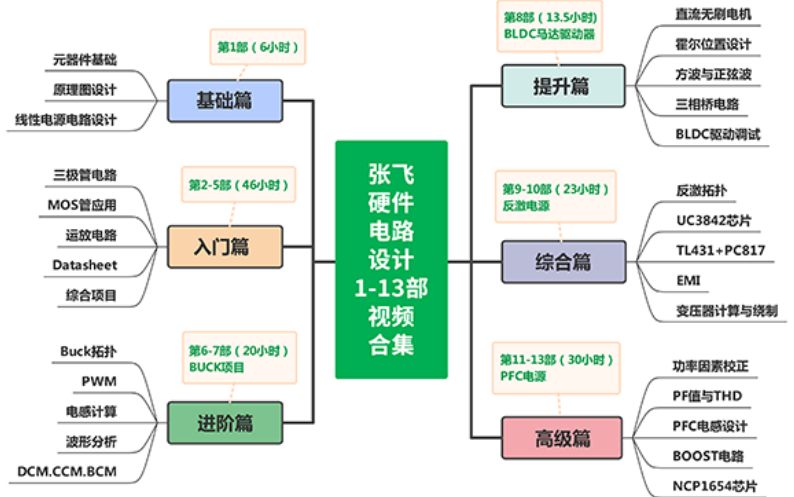 张飞
硬件
电路
设计
1-13部
视频
合集
第1部（6小时）
基础篇
元器件基础
原理图设计
线性电源电路设计
第2-5部（46小时）
入门篇
三极管电路
MOS管应用
运放电路
Datasheet
综合项目
第6-7部（20小时）
BUCK项目
进阶篇
Buck拓扑
PWM
电感计算
波形分析
DCM.CCM.BCM
第8部（13.5小时）
BLDC马达驱动器
提升篇
直流无刷电机
霍尔位置设计
方波与正弦波
三相桥电路
BLDC驱动调试
第9-10部（23小时）
反激电源
综合篇
反激拓扑
UC3842芯片
TL431+PC817
EMI
变压器计算与绕制
第11-13部（30小时）
PFC电源
高级篇
功率因素校正
PF值与THD
PFC电感设计
BOOST电路
NCP1654芯片